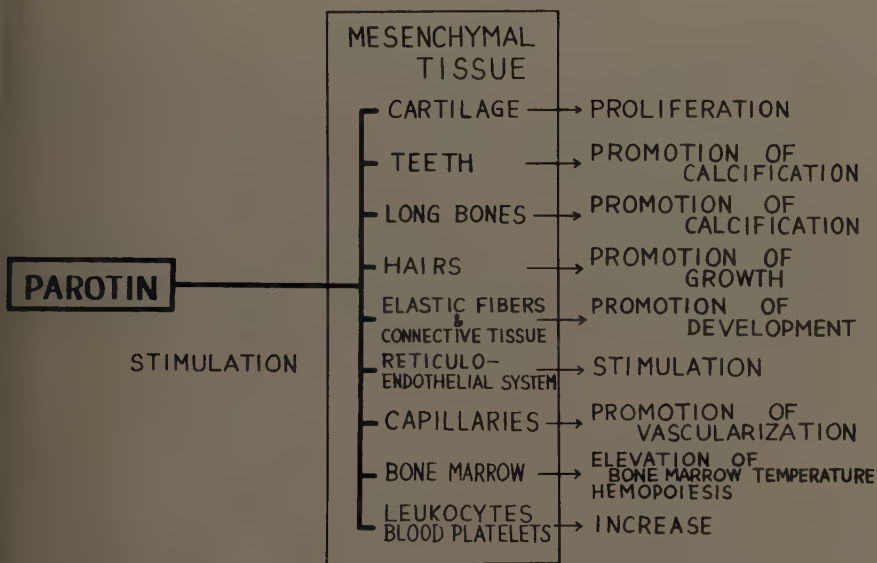 MESENCHYMAL
TISSUE
CARTILAGE → PROLIFERATION
TEETH → PROMOTION OF
CALCIFICATION
LONG BONES → PROMOTION OF
CALCIFICATION
HAIRS → PROMOTION OF
GROWTH
PAROTIN
ELASTIC FIBERS
&
CONNECTIVE TISSUE → PROMOTION OF
DEVELOPMENT
STIMULATION
RETICULO-
ENDOTHELIAL SYSTEM → STIMULATION
CAPILLARIES → PROMOTION OF
VASCULARIZATION
BONE MARROW → ELEVATION OF
BONE MARROW TEMPERATURE
HEMOPOIESIS
LEUKOCYTES
BLOOD PLATELETS → INCREASE